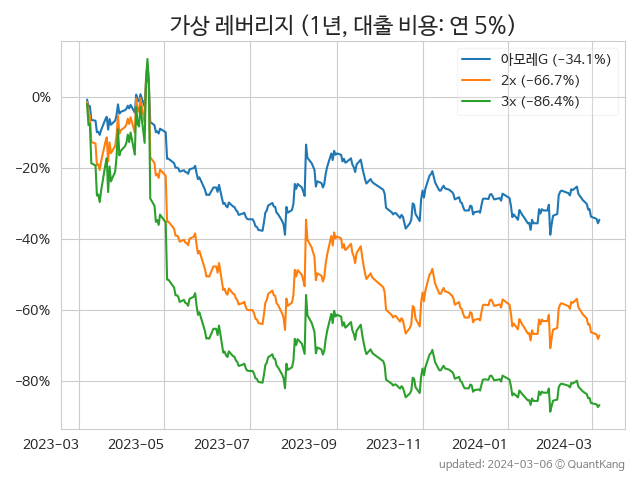 가상 레버리지 (1년, 대출 비용: 연 5%)
아모레G (-34.1%)
2x (-66.7%)
3x (-86.4%)
0%
−20%
−40%
−60%
−80%
2023-03 2023-05 2023-07 2023-09 2023-11 2024-01 2024-03
updated: 2024-03-06 © QuantKang